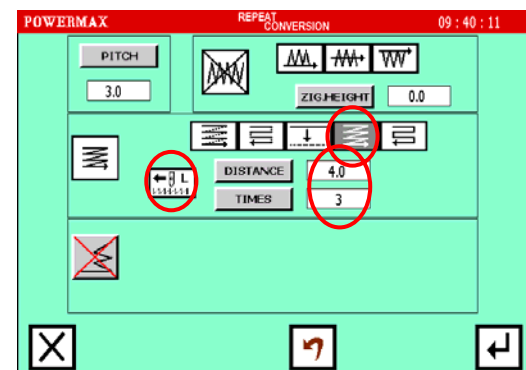 POWERMAX REPEAT CONVERSION 09 : 40 : 11
PITCH
3.0
ZIG.HEIGHT 0.0
L
DISTANCE 4.0
TIMES 3